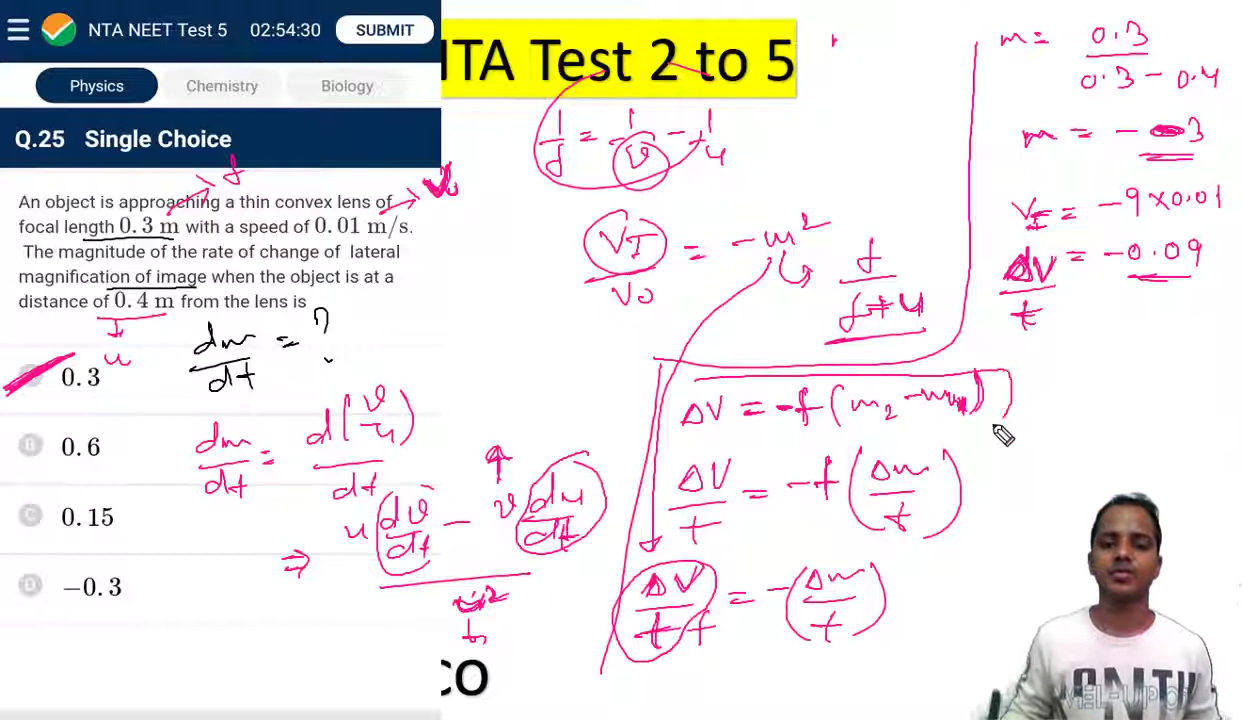 NTA NEET Test 5 02:54:30 SUBMIT
Physics Chemistry Biology
Q.25 Single Choice
An object is approaching a thin convex lens of
focal length 0.3 m with a speed of 0.01 m/s.
The magnitude of the rate of change of lateral
magnification of image when the object is at a
distance of 0.4 m from the lens is
f
u
dm/dt = ?
0.3
B 0.6
C 0.15
D −0.3
dm/dt = d(v/u)/dt
⇒ u dv/dt − v du/dt
NTA Test 2 to 5
1/f = 1/v − 1/u
VI/V0 = −m²
f/f+u
m = 0.3/0.3 − 0.4
m = −3
VI = −9×0.01
ΔV/t = −0.09
ΔV = −f(m2 − m1)
ΔV/t = −f(Δm/t)
ΔV/t f = −(Δm/t)
co